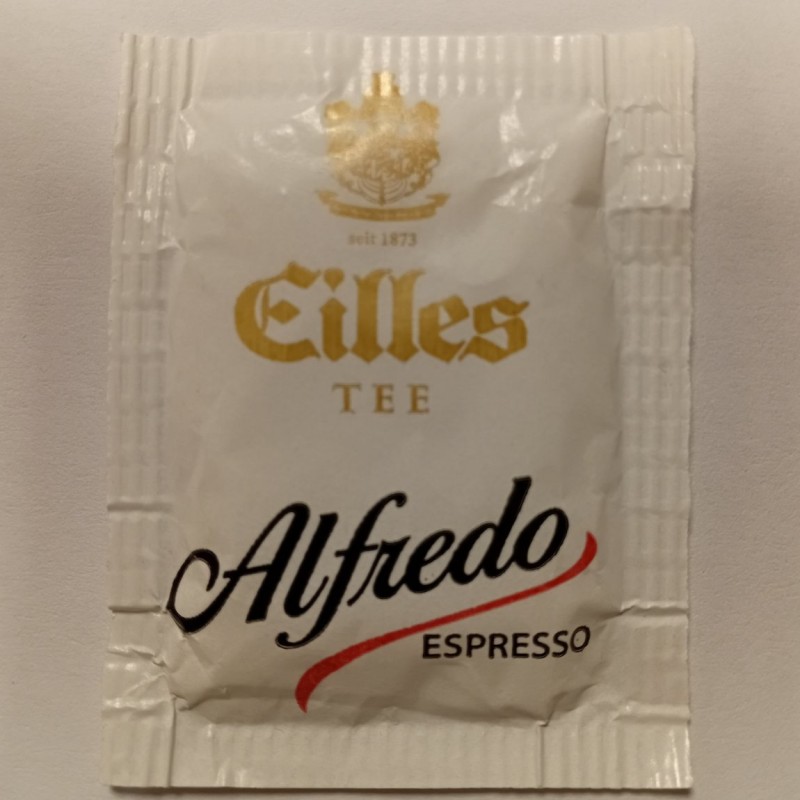 seit 1873
Eilles
TEE
Alfredo
ESPRESSO